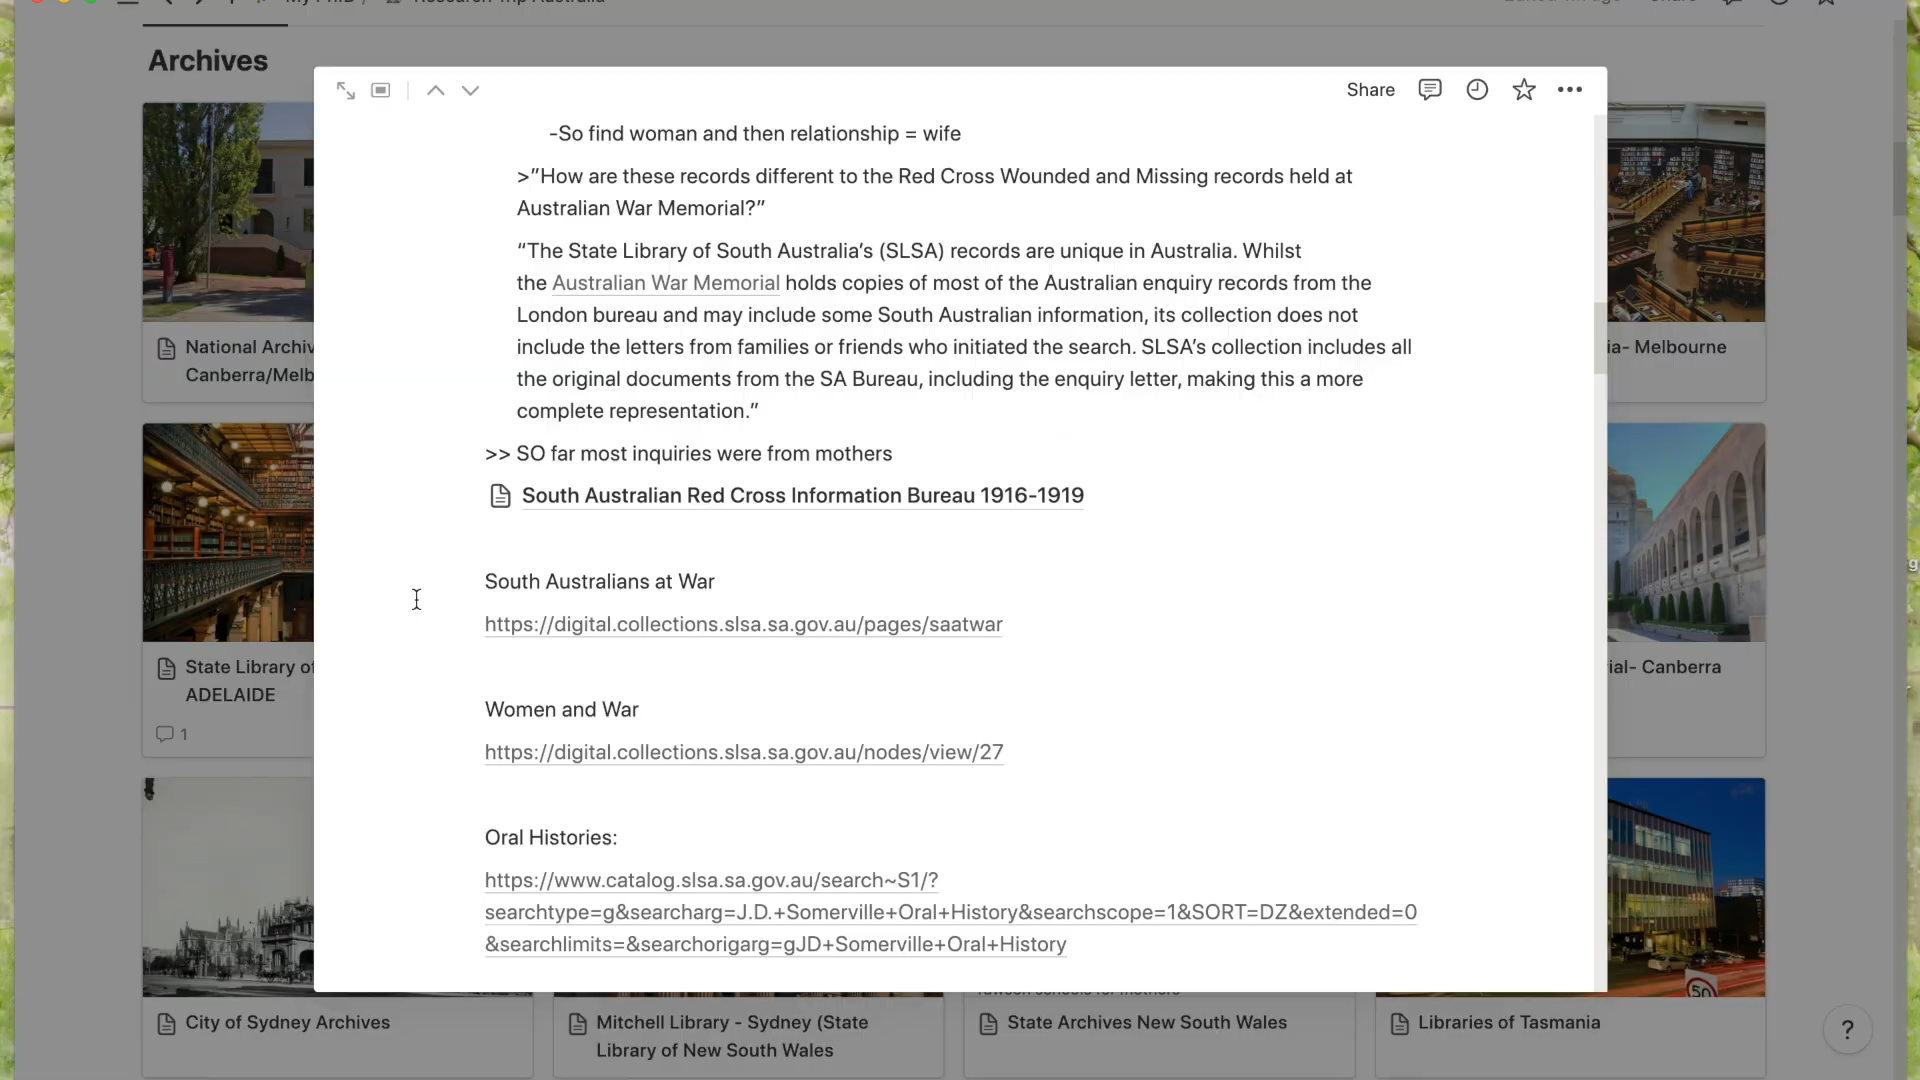 Archives
Share
-So find woman and then relationship = wife
>”How are these records different to the Red Cross Wounded and Missing records held at
Australian War Memorial?”
“The State Library of South Australia’s (SLSA) records are unique in Australia. Whilst
the Australian War Memorial holds copies of most of the Australian enquiry records from the
London bureau and may include some South Australian information, its collection does not
include the letters from families or friends who initiated the search. SLSA’s collection includes all
the original documents from the SA Bureau, including the enquiry letter, making this a more
complete representation.”
>> SO far most inquiries were from mothers
South Australian Red Cross Information Bureau 1916-1919
South Australians at War
https://digital.collections.slsa.sa.gov.au/pages/saatwar
Women and War
https://digital.collections.slsa.sa.gov.au/nodes/view/27
Oral Histories:
https://www.catalog.slsa.sa.gov.au/search~S1/?
searchtype=g&searcharg=J.D.+Somerville+Oral+History&searchscope=1&SORT=DZ&extended=0
&searchlimits=&searchorigarg=gJD+Somerville+Oral+History
National Archiv
Canberra/Melb
ia- Melbourne
State Library of
ADELAIDE
1
ial- Canberra
50
City of Sydney Archives
Mitchell Library - Sydney (State
Library of New South Wales
State Archives New South Wales
Libraries of Tasmania
?